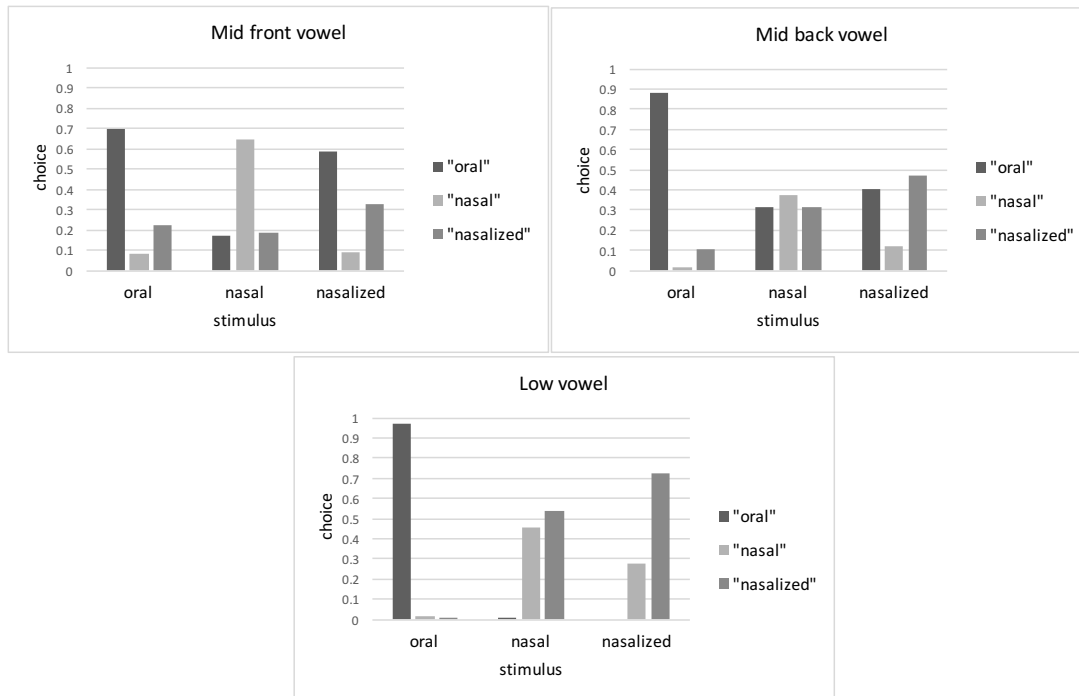 Mid front vowel
1
0.9
0.8
0.7
0.6
0.5
0.4
0.3
0.2
0.1
0
choice
oral
nasal
nasalized
stimulus
"oral"
"nasal"
"nasalized"
Mid back vowel
1
0.9
0.8
0.7
0.6
0.5
0.4
0.3
0.2
0.1
0
choice
oral
nasal
nasalized
stimulus
"oral"
"nasal"
"nasalized"
Low vowel
1
0.9
0.8
0.7
0.6
0.5
0.4
0.3
0.2
0.1
0
choice
oral
nasal
nasalized
stimulus
"oral"
"nasal"
"nasalized"